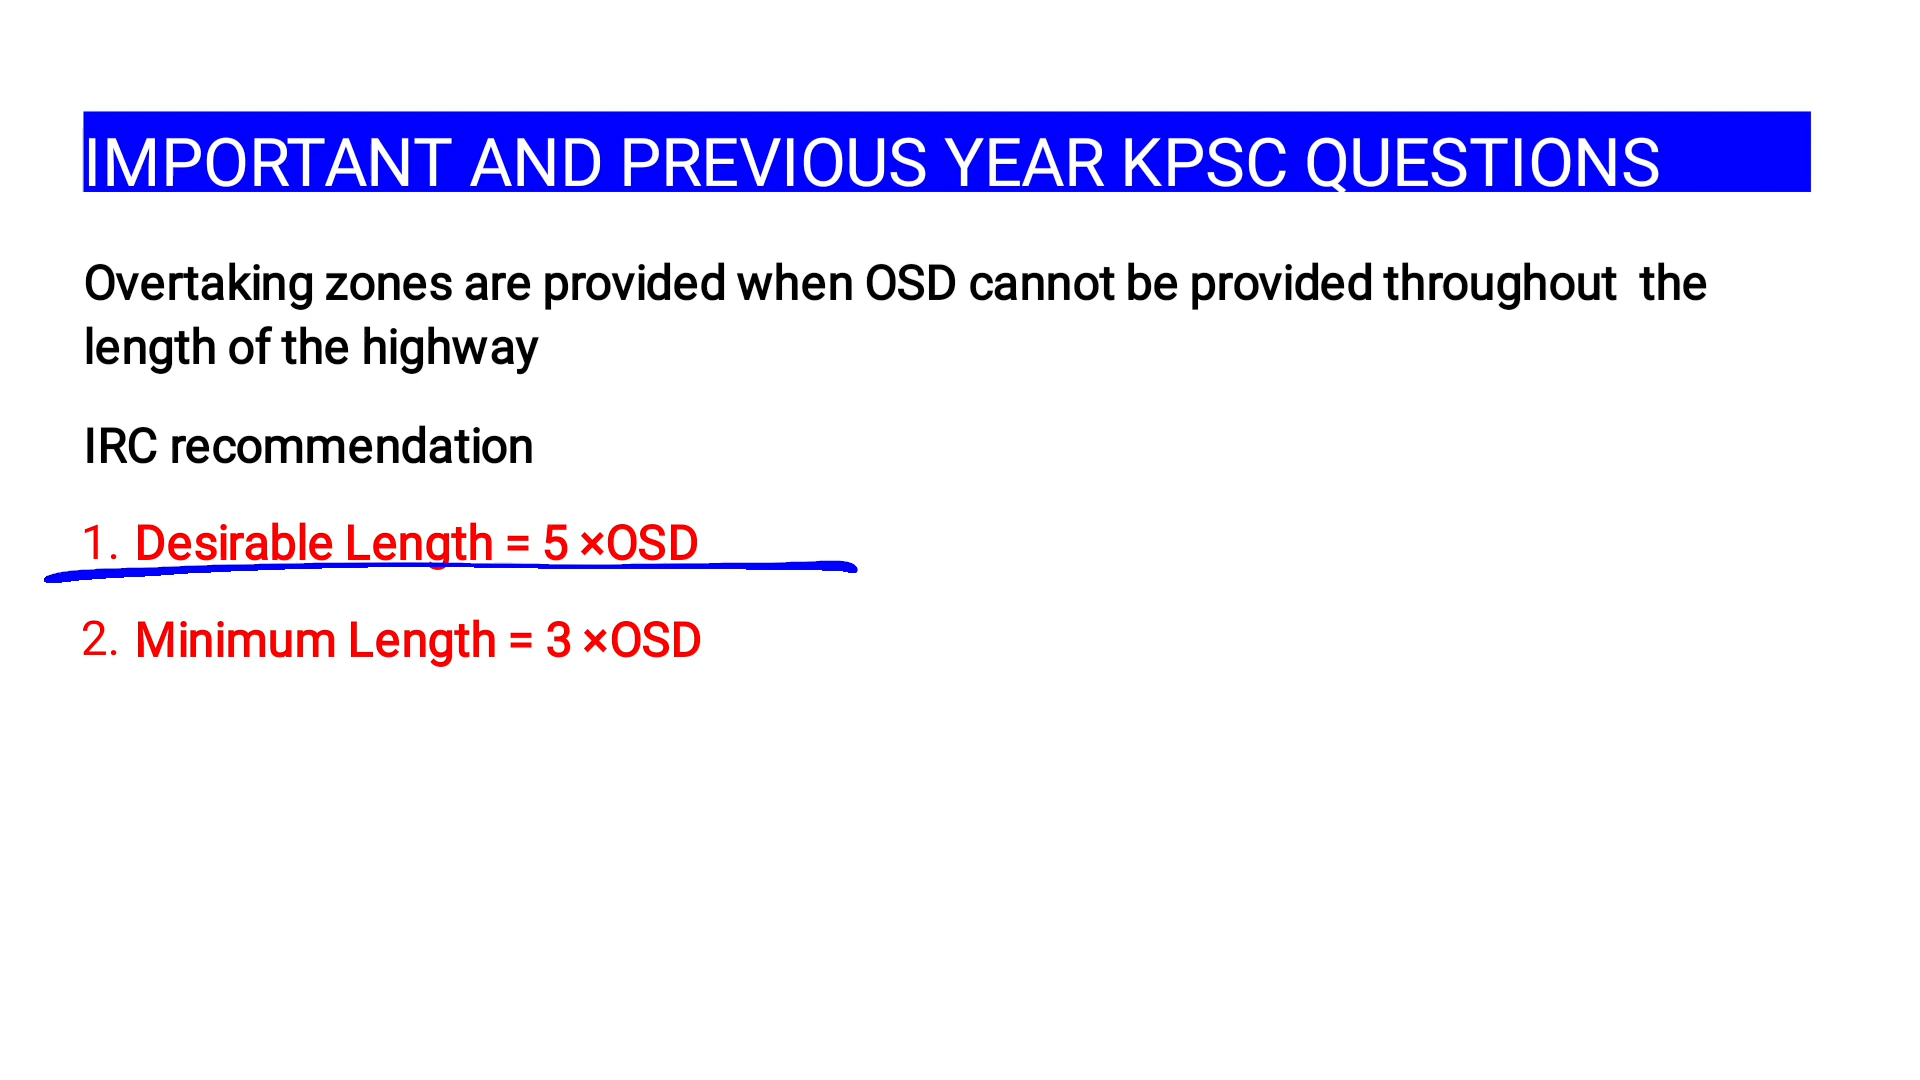 IMPORTANT AND PREVIOUS YEAR KPSC QUESTIONS
Overtaking zones are provided when OSD cannot be provided throughout  the
length of the highway
IRC recommendation
1. Desirable Length = 5 ×OSD
2. Minimum Length = 3 ×OSD